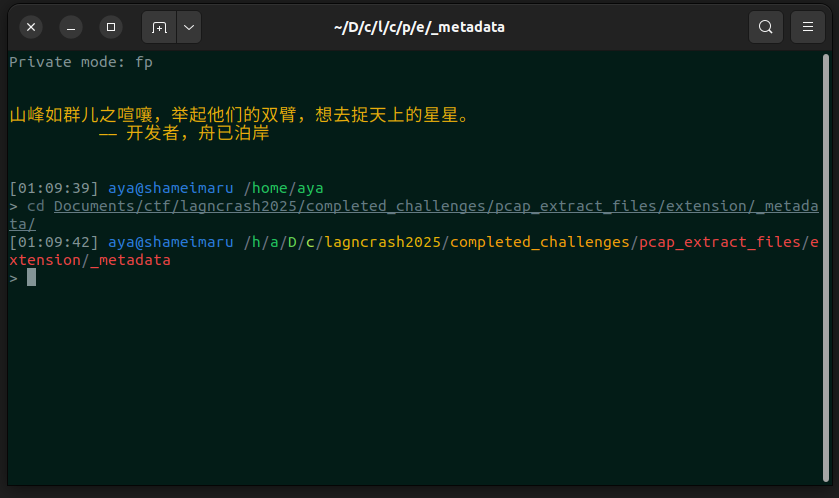 ~/D/c/l/c/p/e/_metadata
Private mode: fp
山峰如群儿之喧嚷，举起他们的双臂，想去捉天上的星星。
—— 开发者，舟已泊岸
[01:09:39] aya@shameimaru /home/aya
> cd Documents/ctf/lagncrash2025/completed_challenges/pcap_extract_files/extension/_metada
ta/
[01:09:42] aya@shameimaru /h/a/D/c/lagncrash2025/completed_challenges/pcap_extract_files/e
xtension/_metadata
>